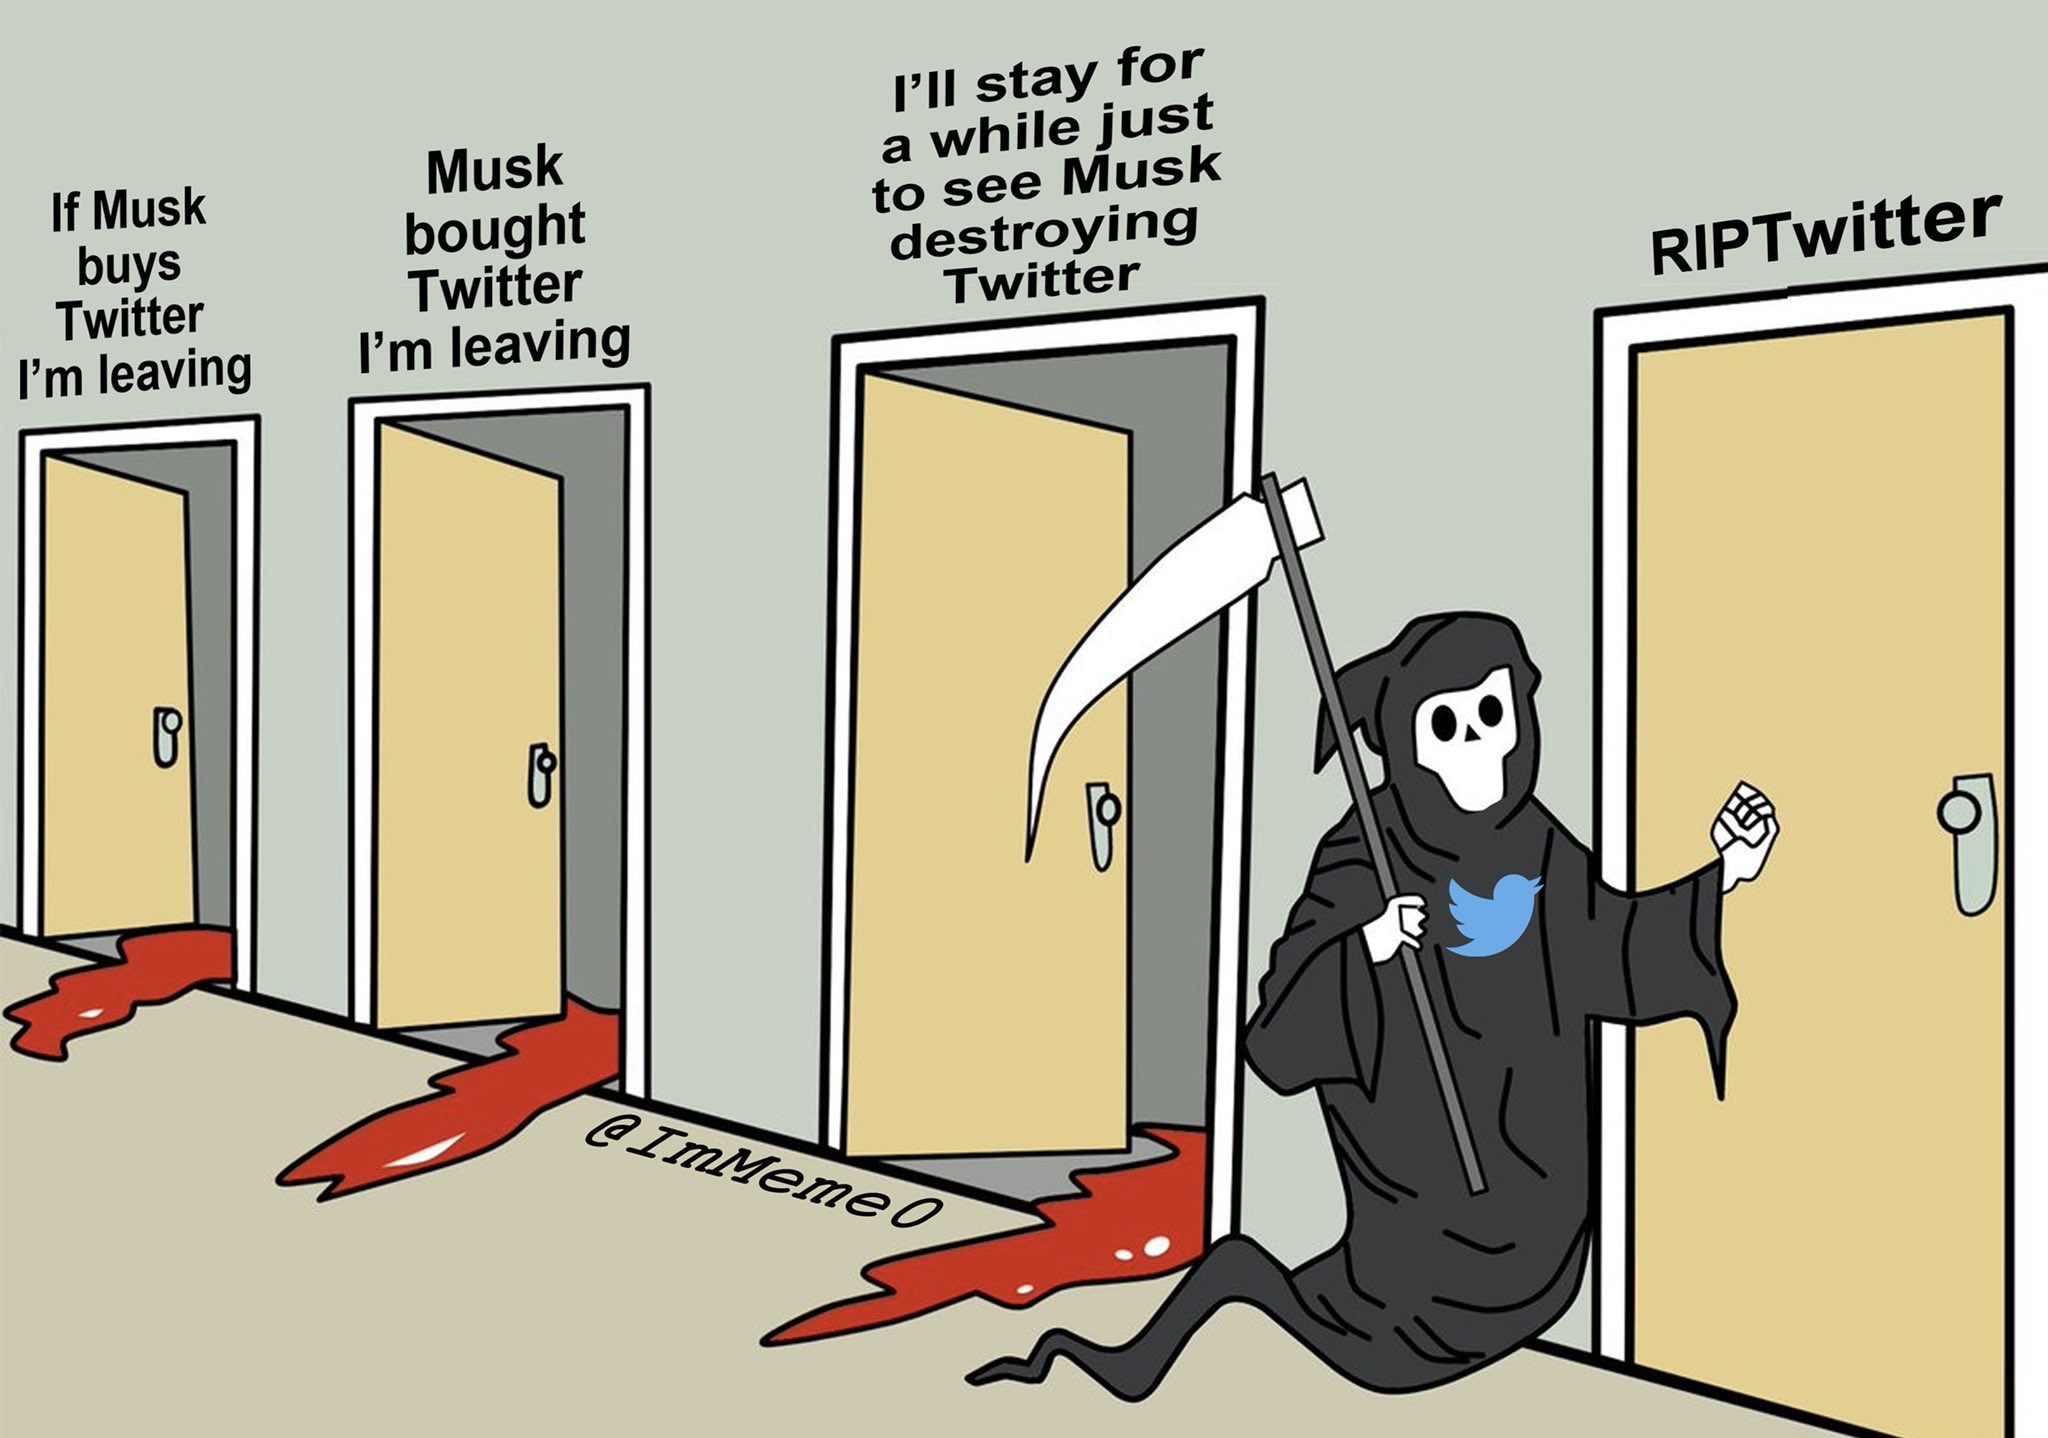 If Musk
buys
Twitter
I'm leaving
Musk
bought
Twitter
I'm leaving
I'll stay for
a while just
to see Musk
destroying
Twitter
RIPTwitter
@ImMeme0